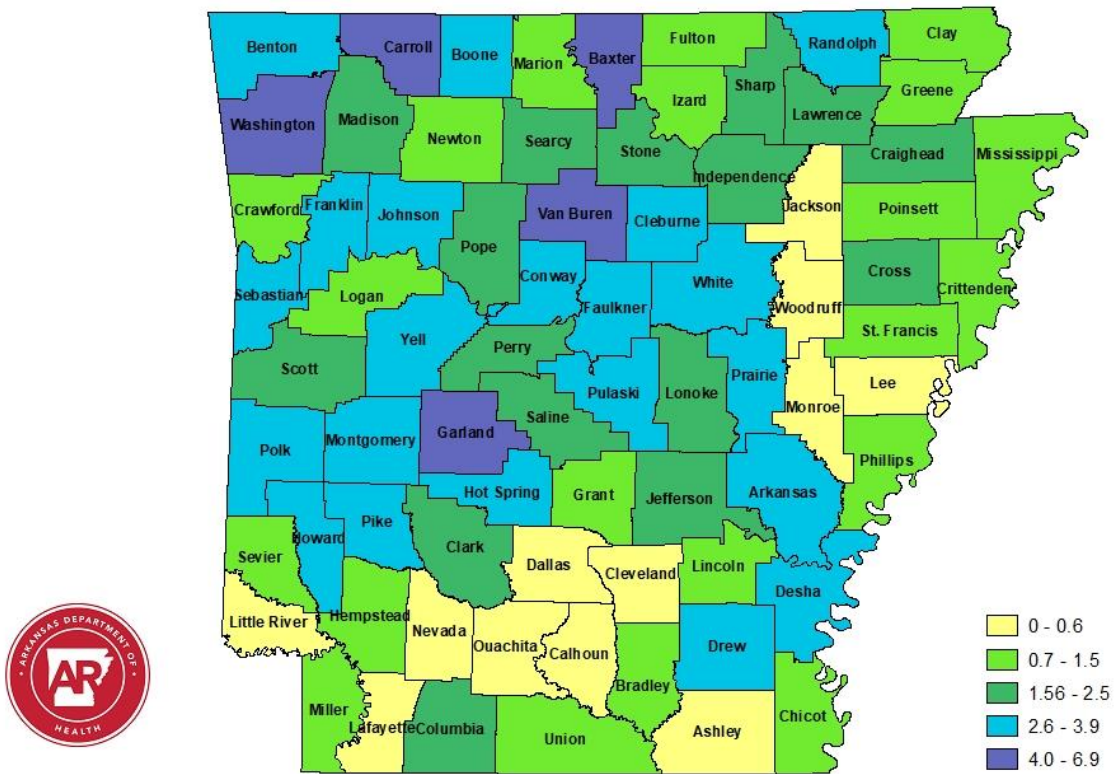 Benton
Carroll
Boone
Marion
Baxter
Fulton
Randolph
Clay
Washington
Madison
Newton
Searcy
Stone
Izard
Sharp
Lawrence
Greene
Independence
Craighead
Mississippi
Crawford
Franklin
Johnson
Pope
Van Buren
Cleburne
Jackson
Poinsett
Sebastian
Logan
Conway
Faulkner
White
Woodruff
Cross
Crittenden
Scott
Yell
Perry
Pulaski
Lonoke
Prairie
St. Francis
Lee
Monroe
Polk
Montgomery
Garland
Saline
Phillips
Howard
Pike
Hot Spring
Grant
Jefferson
Arkansas
Sevier
Clark
Dallas
Cleveland
Lincoln
Desha
Little River
Hempstead
Nevada
Ouachita
Calhoun
Bradley
Drew
Miller
Lafayette
Columbia
Union
Ashley
Chicot
ARKANSAS DEPARTMENT OF
AR
HEALTH
0 - 0.6
0.7 - 1.5
1.56 - 2.5
2.6 - 3.9
4.0 - 6.9